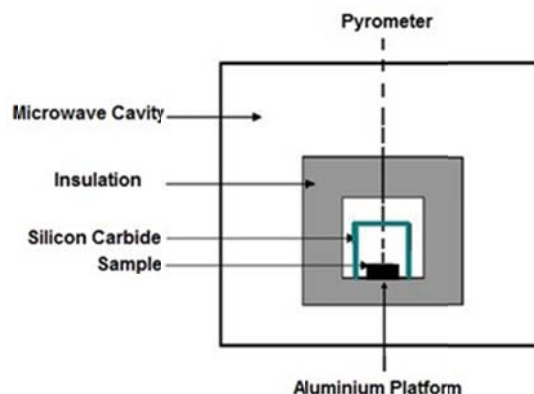 Pyrometer
Microwave Cavity
Insulation
Silicon Carbide
Sample
Aluminium Platform